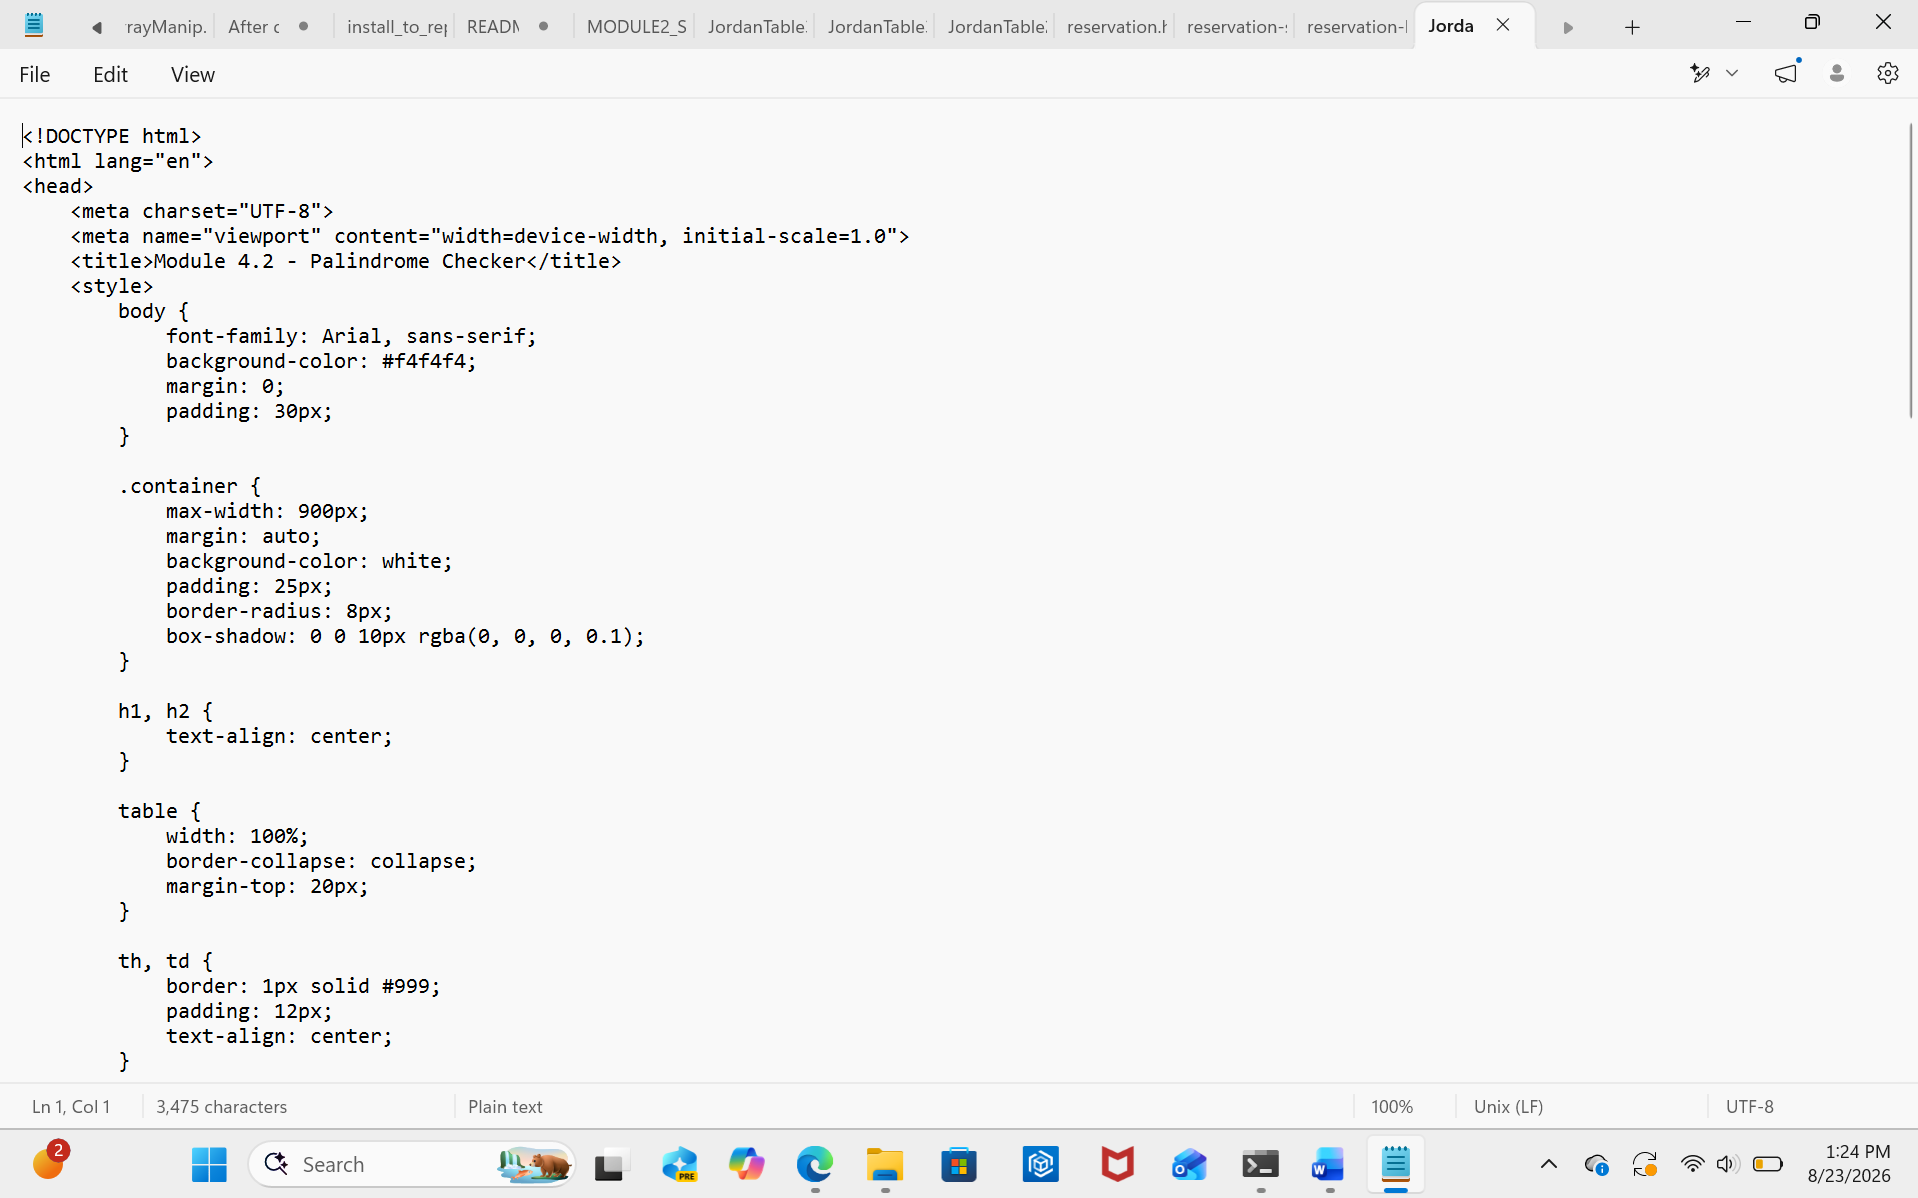 rayManip.
After c
install_to_rep
READM
MODULE2_S
JordanTable
JordanTable
JordanTable
reservation.h
reservation-s
reservation-
Jorda
File
Edit
View
<!DOCTYPE html>
<html lang="en">
<head>
    <meta charset="UTF-8">
    <meta name="viewport" content="width=device-width, initial-scale=1.0">
    <title>Module 4.2 - Palindrome Checker</title>
    <style>
        body {
            font-family: Arial, sans-serif;
            background-color: #f4f4f4;
            margin: 0;
            padding: 30px;
        }
        .container {
            max-width: 900px;
            margin: auto;
            background-color: white;
            padding: 25px;
            border-radius: 8px;
            box-shadow: 0 0 10px rgba(0, 0, 0, 0.1);
        }
        h1, h2 {
            text-align: center;
        }
        table {
            width: 100%;
            border-collapse: collapse;
            margin-top: 20px;
        }
        th, td {
            border: 1px solid #999;
            padding: 12px;
            text-align: center;
        }
Ln 1, Col 1
3,475 characters
Plain text
100%
Unix (LF)
UTF-8
2
Search
PRE
1:24 PM
8/23/2026